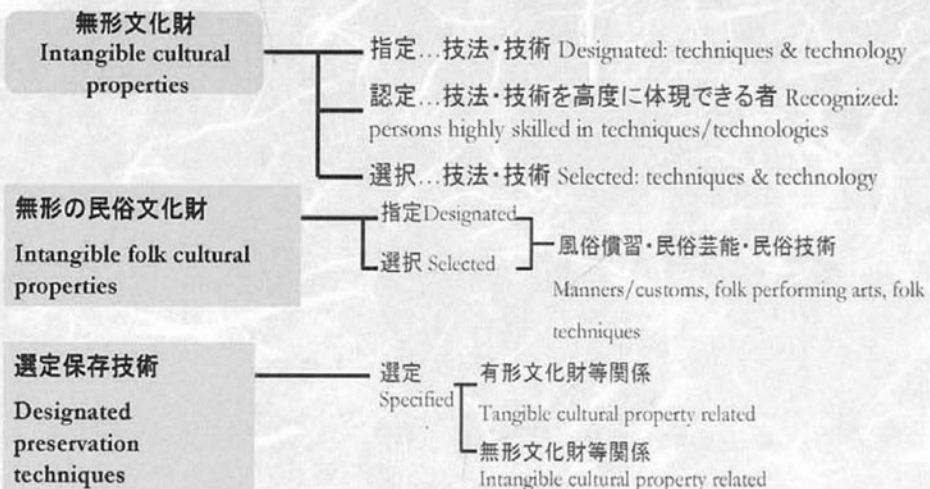 無形文化財
Intangible cultural
properties
指定…技法・技術 Designated: techniques & technology
認定…技法・技術を高度に体現できる者 Recognized:
persons highly skilled in techniques/technologies
選択…技法・技術 Selected: techniques & technology
無形の民俗文化財
Intangible folk cultural
properties
指定Designated
選択 Selected
風俗慣習・民俗芸能・民俗技術
Manners/customs, folk performing arts, folk
techniques
選定保存技術
Designated
preservation
techniques
選定
Specified
有形文化財等関係
Tangible cultural property related
無形文化財等関係
Intangible cultural property related